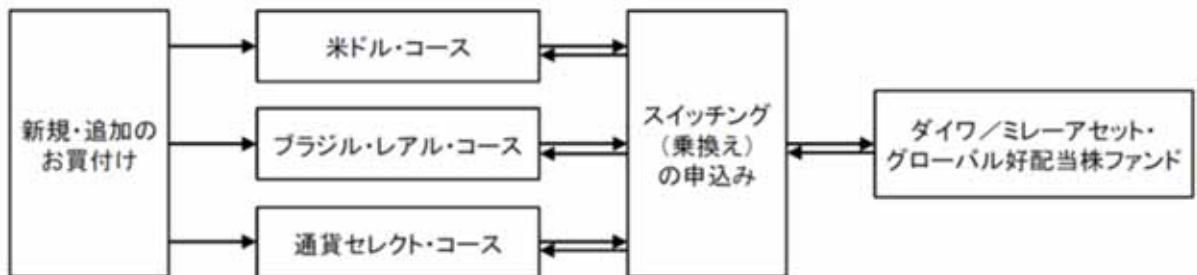 新規・追加の
お買付け
米ドル・コース
ブラジル・レアル・コース
通貨セレクト・コース
スイッチング
(乗換え)
の申込み
ダイワ/ミレーアセット・
グローバル好配当株ファンド